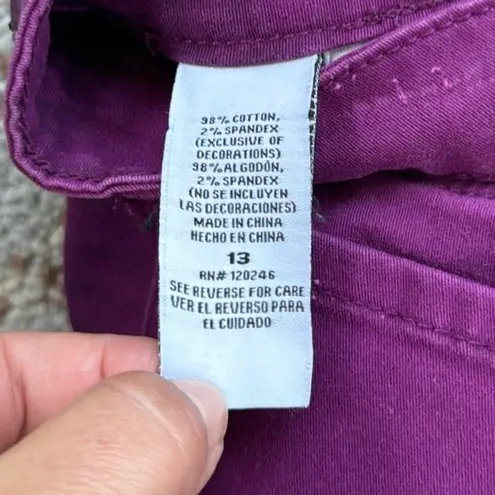 98% COTTON,
2% SPANDEX
(EXCLUSIVE OF
DECORATIONS)
98% ALGODÓN,
2% SPANDEX
(NO SE INCLUYEN
LAS DECORACIONES)
MADE IN CHINA
HECHO EN CHINA
13
RN# 120246
SEE REVERSE FOR CARE
VER EL REVERSO PARA
EL CUIDADO